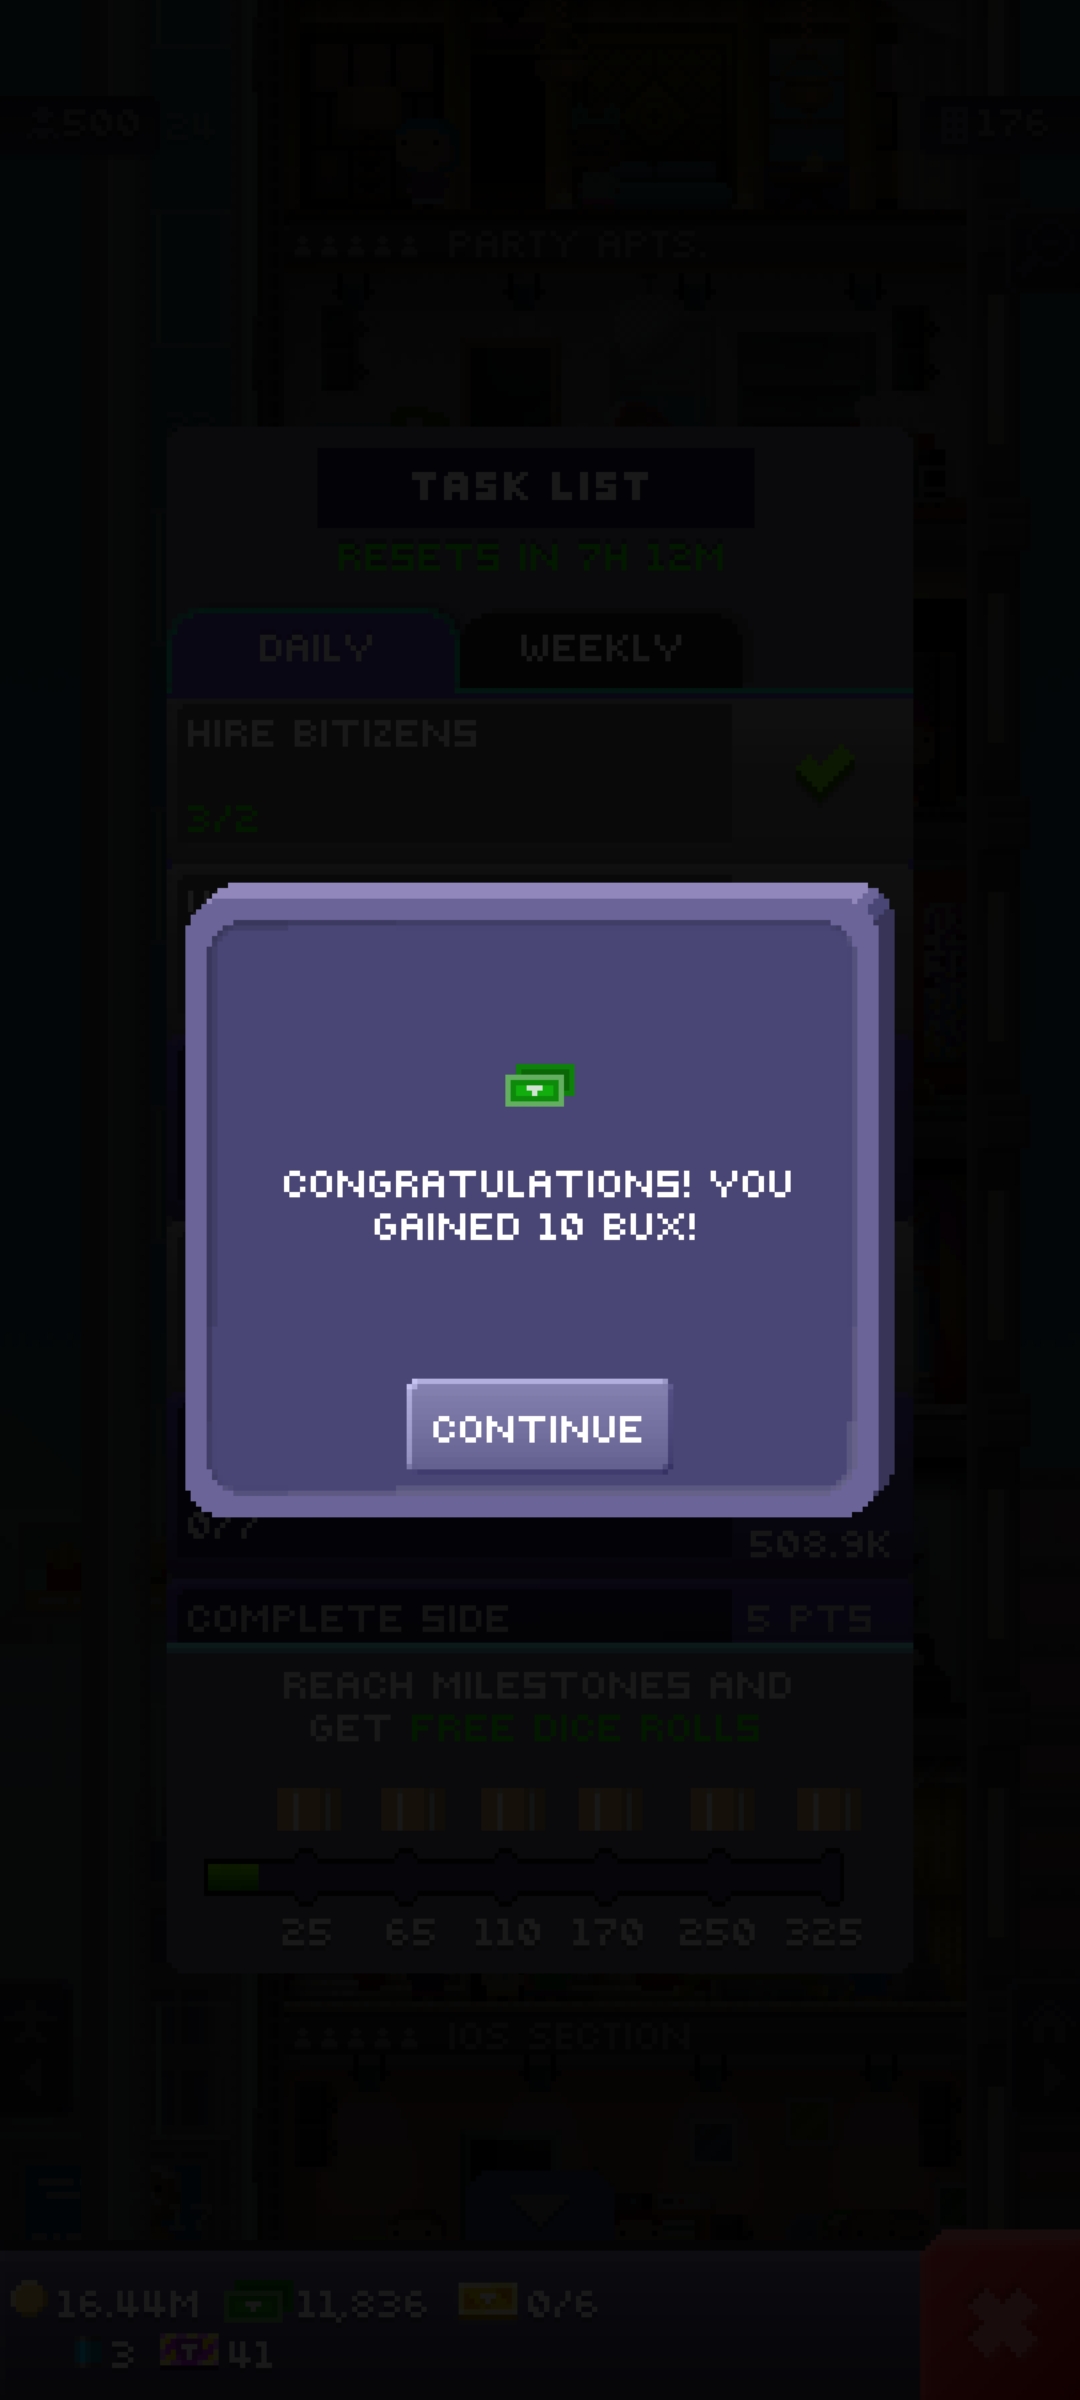 500
24
176
PARTY APTS.
TASK LIST
RESETS IN 7H 12M
DAILY
WEEKLY
HIRE BITIZENS
3/2
CONGRATULATIONS! YOU
GAINED 10 BUX!
CONTINUE
0/7
508.9K
COMPLETE SIDE
5 PTS
REACH MILESTONES AND
GET FREE DICE ROLLS
25 65 110 170 250 325
IOS SECTION
16.44M 11,836 0/6
3 41